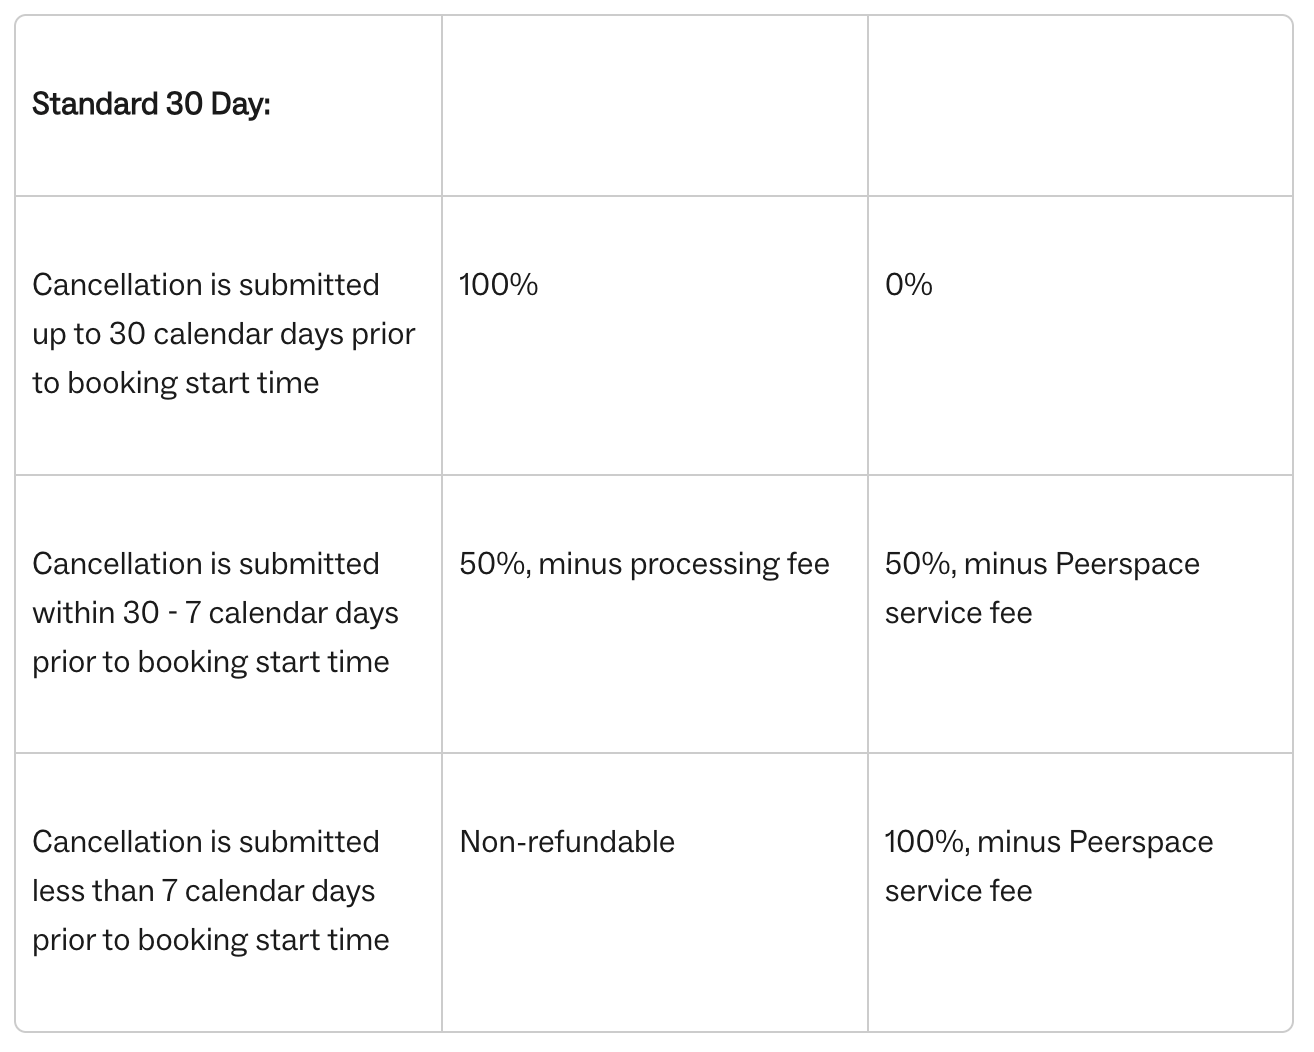 Standard 30 Day:
Cancellation is submitted
up to 30 calendar days prior
to booking start time
100%
0%
Cancellation is submitted
within 30 - 7 calendar days
prior to booking start time
50%, minus processing fee
50%, minus Peerspace
service fee
Cancellation is submitted
less than 7 calendar days
prior to booking start time
Non-refundable
100%, minus Peerspace
service fee